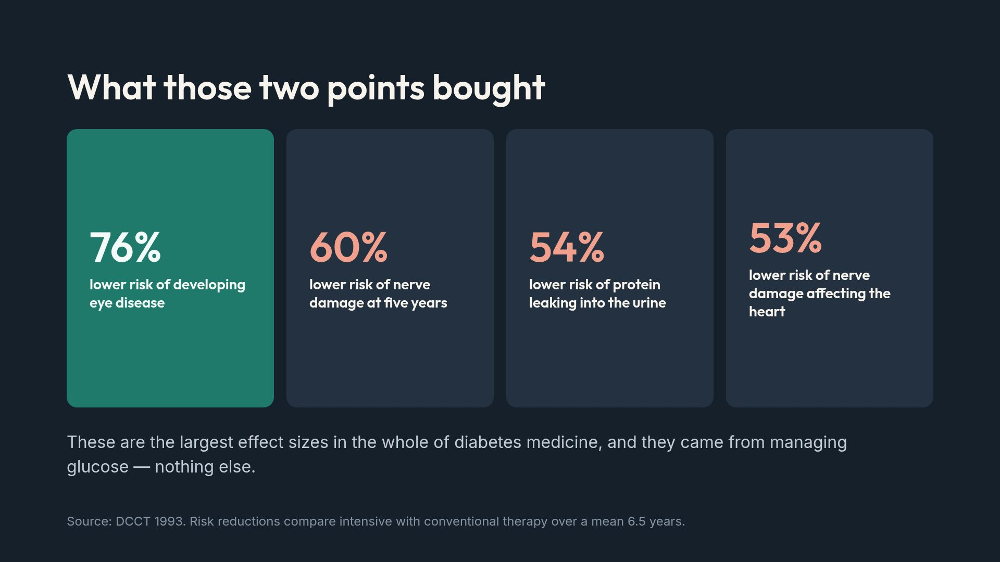 What those two points bought
76%
lower risk of developing
eye disease
60%
lower risk of nerve
damage at five years
54%
lower risk of protein
leaking into the urine
53%
lower risk of nerve
damage affecting the
heart
These are the largest effect sizes in the whole of diabetes medicine, and they came from managing
glucose — nothing else.
Source: DCCT 1993. Risk reductions compare intensive with conventional therapy over a mean 6.5 years.